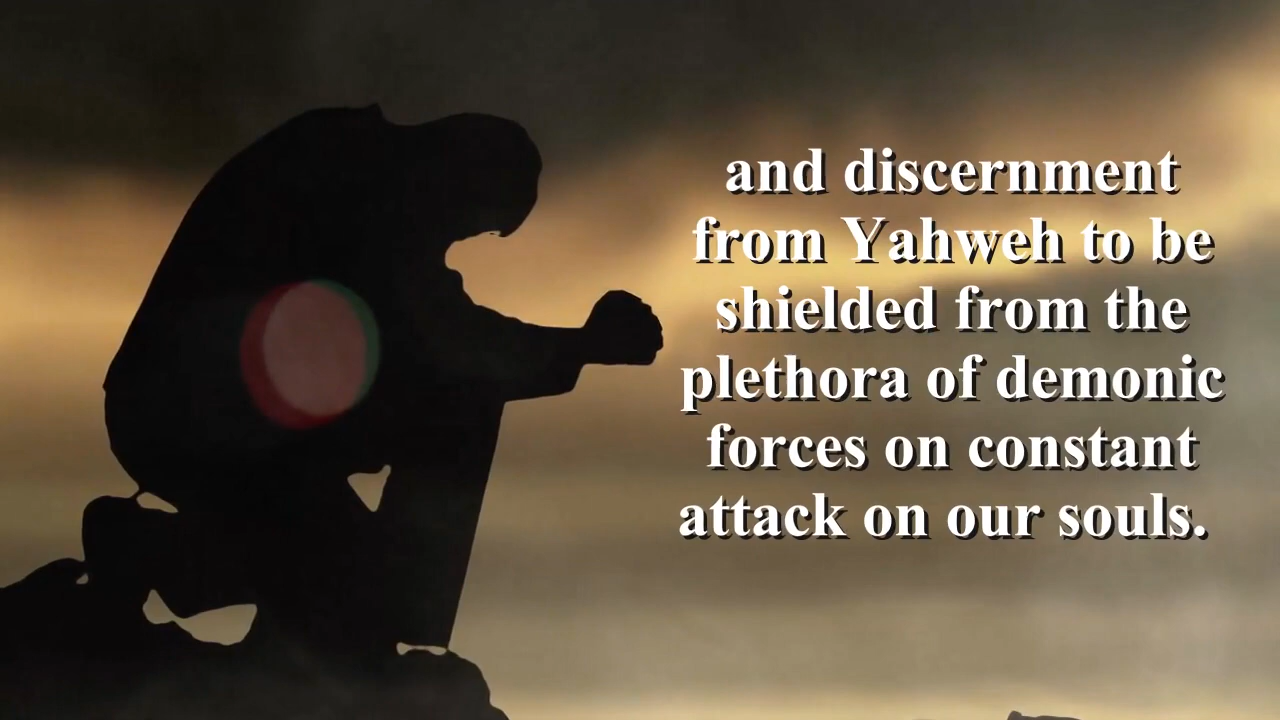 and discernment
from Yahweh to be
shielded from the
plethora of demonic
forces on constant
attack on our souls.